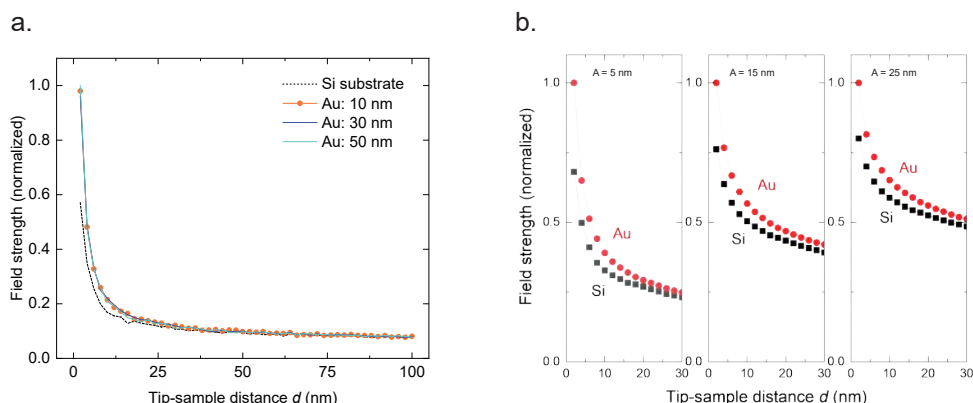 a.
Si substrate
Au: 10 nm
Au: 30 nm
Au: 50 nm
1.0
0.8
0.6
0.4
0.2
0.0
0
25
50
75
100
Field strength (normalized)
Tip-sample distance d (nm)
b.
A = 5 nm
A = 15 nm
A = 25 nm
1.0
0.5
0.0
1.0
0.5
0.0
1.0
0.5
0.0
Au
Si
Au
Si
Au
Si
0 10 20 30
0 10 20 30
0 10 20 30
Field strength (normalized)
Tip-sample distance d (nm)